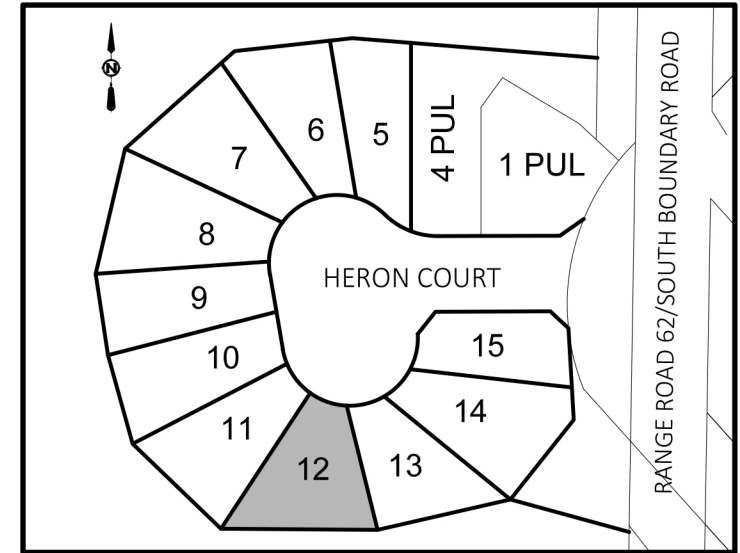 N
6
5
4 PUL
1 PUL
7
8
9
10
11
12
13
14
15
HERON COURT
RANGE ROAD 62/SOUTH BOUNDARY ROAD